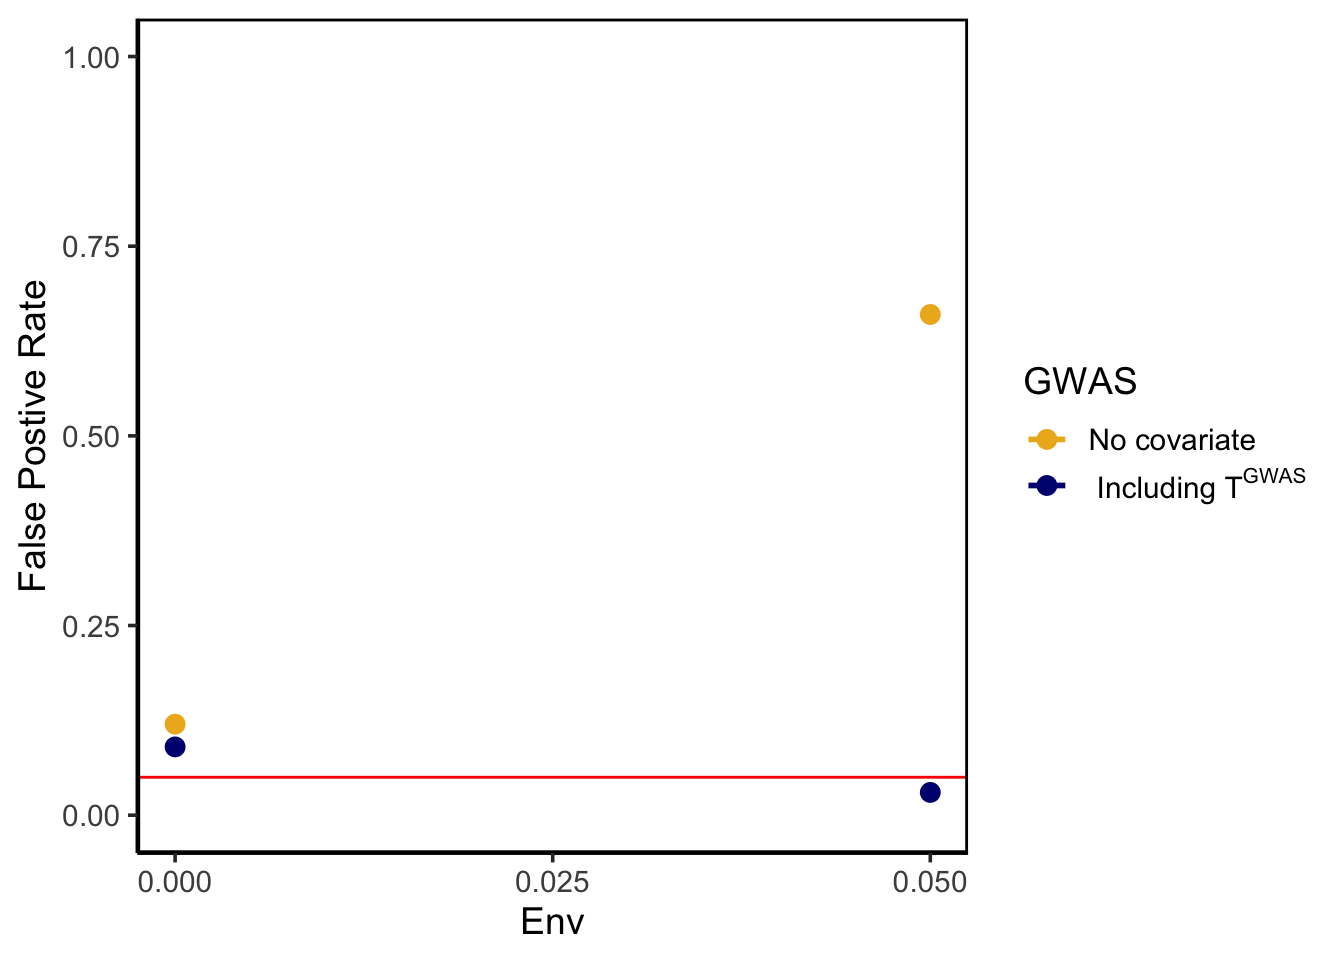 1.00
0.75
0.50
0.25
0.00
False Postive Rate
0.000
0.025
0.050
Env
GWAS
No covariate
Including T^GWAS